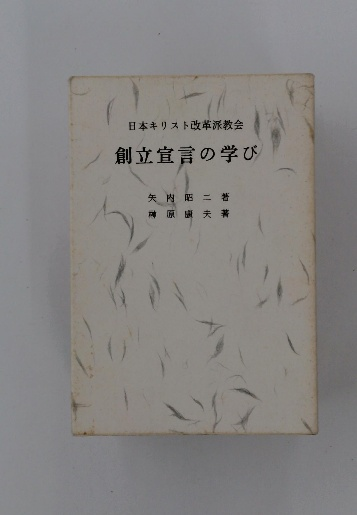 日本キリスト改革派教会
創立宣言の学び
矢内昭二著
榊原康夫著